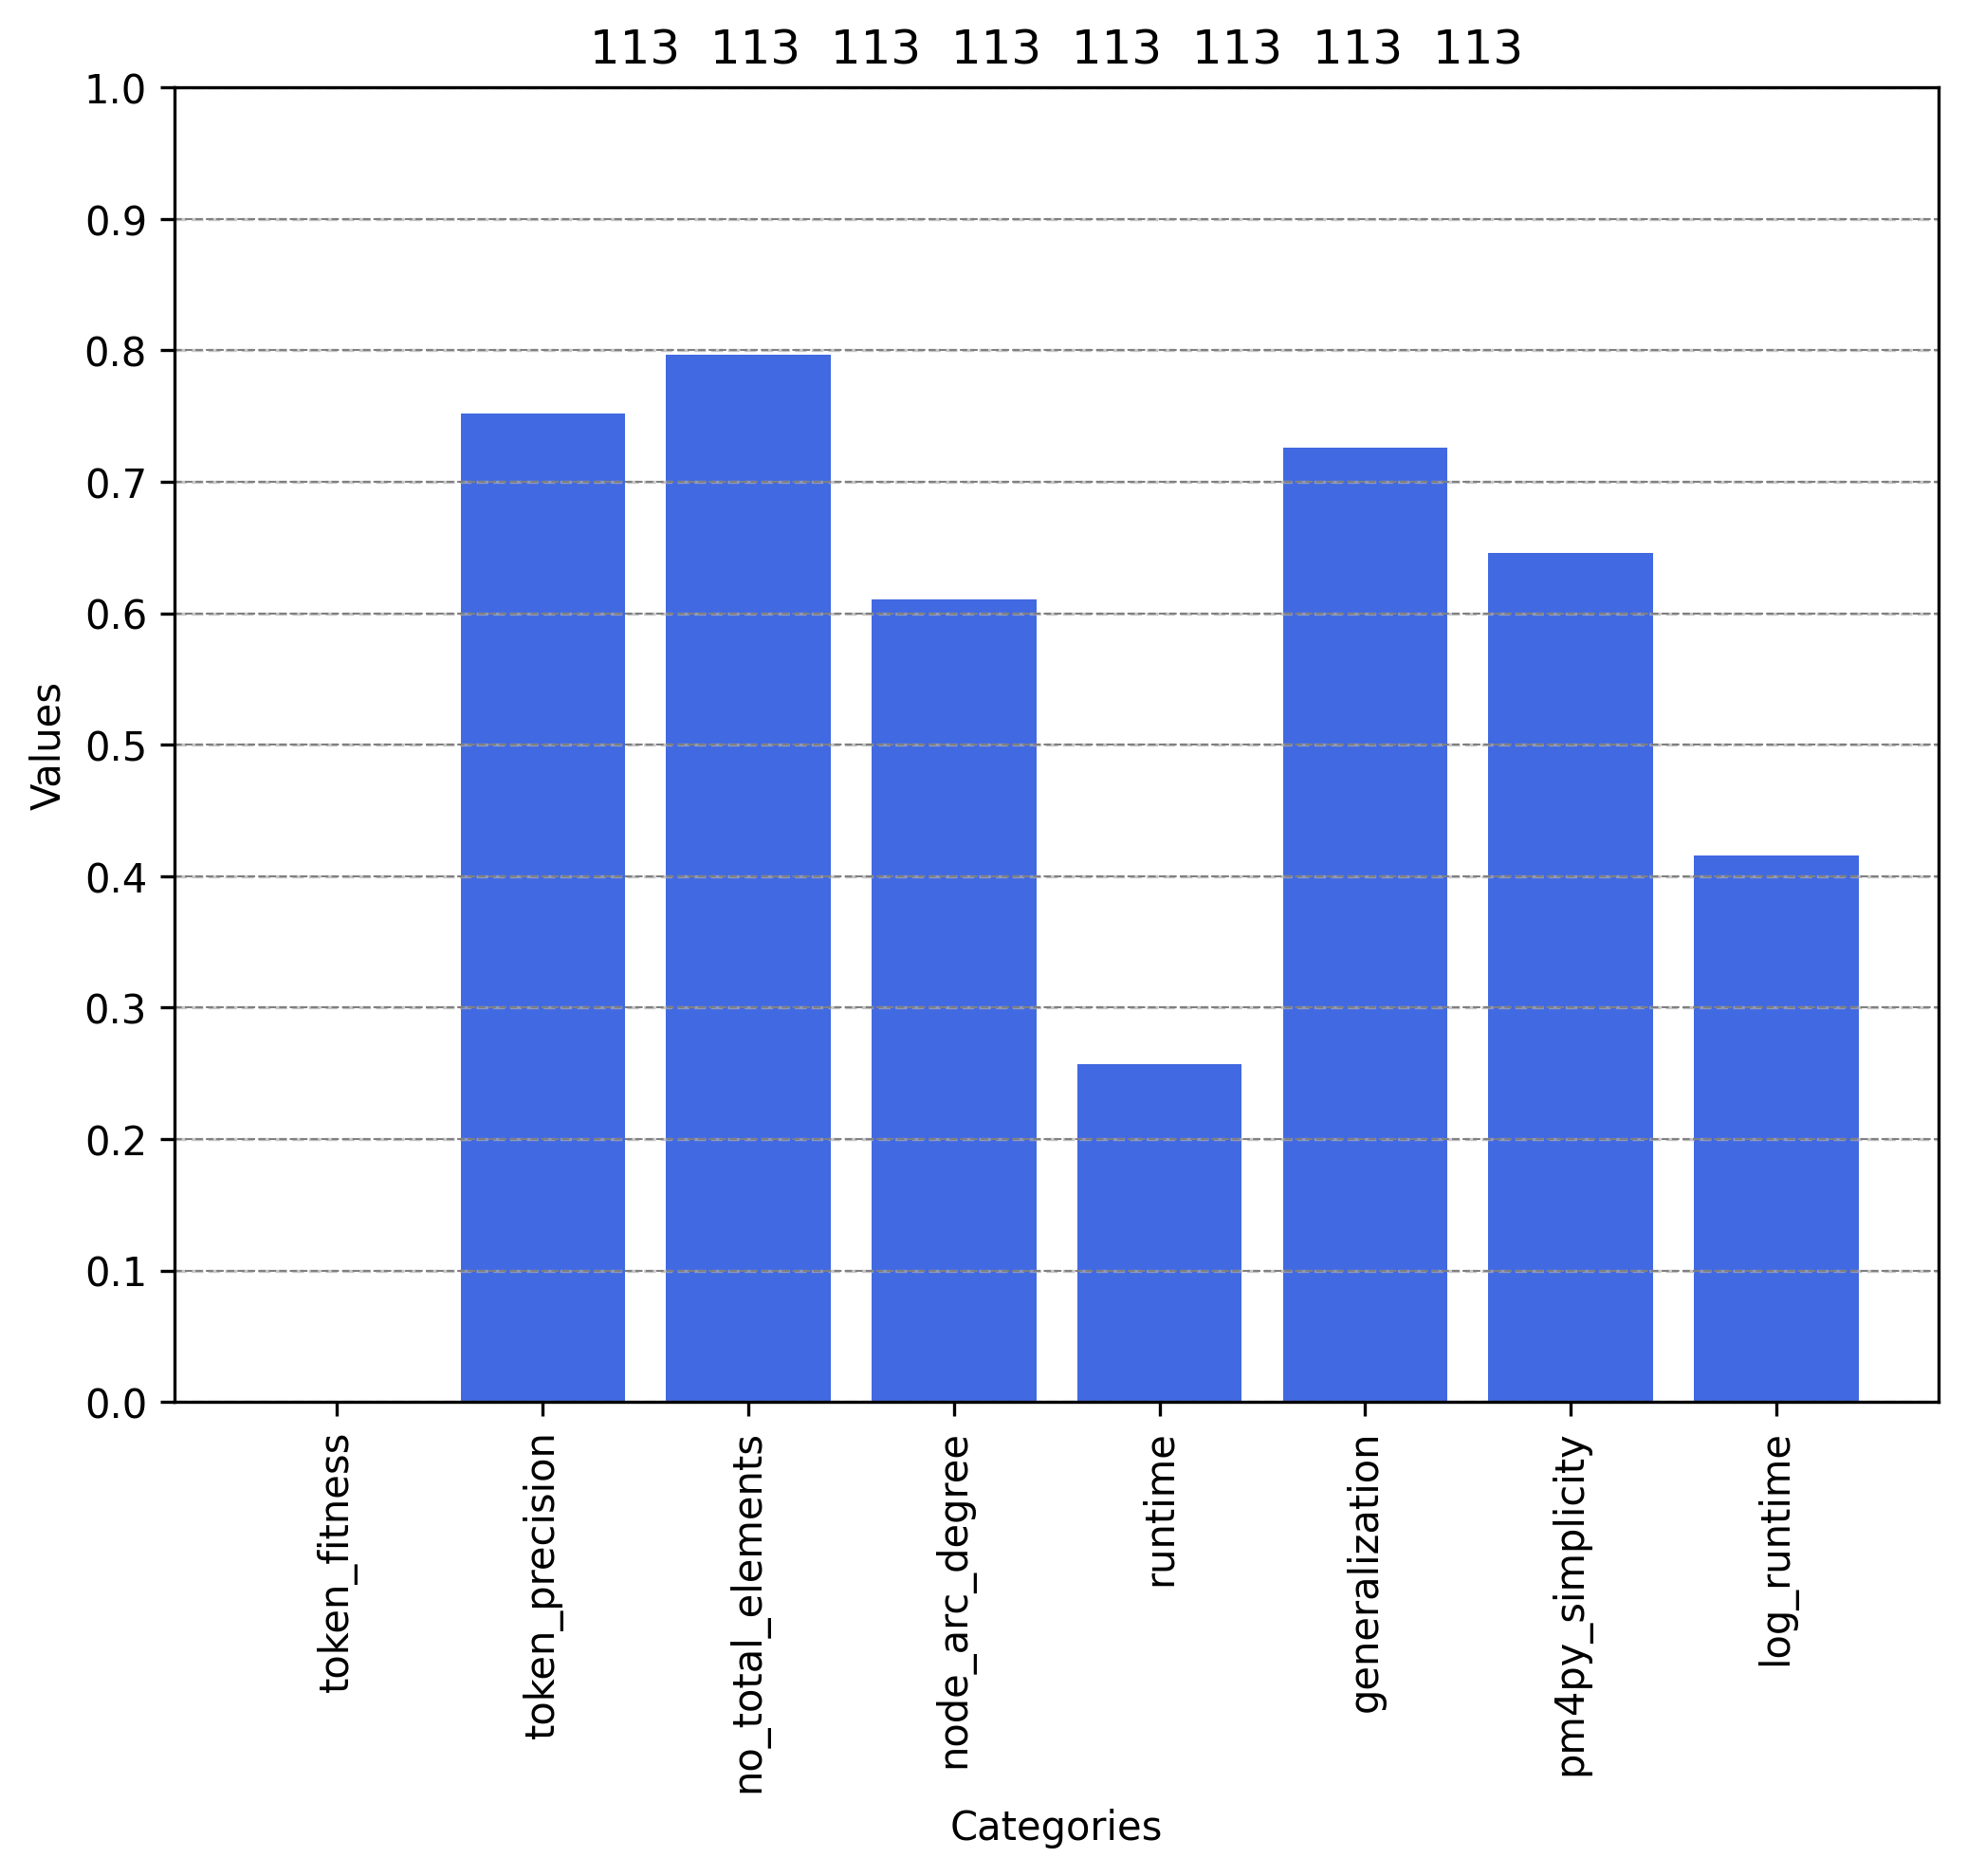 113 113 113 113 113 113 113 113
1.0
0.9
0.8
0.7
0.6
0.5
0.4
0.3
0.2
0.1
0.0
Values
token_fitness
token_precision
no_total_elements
node_arc_degree
runtime
generalization
pm4py_simplicity
log_runtime
Categories